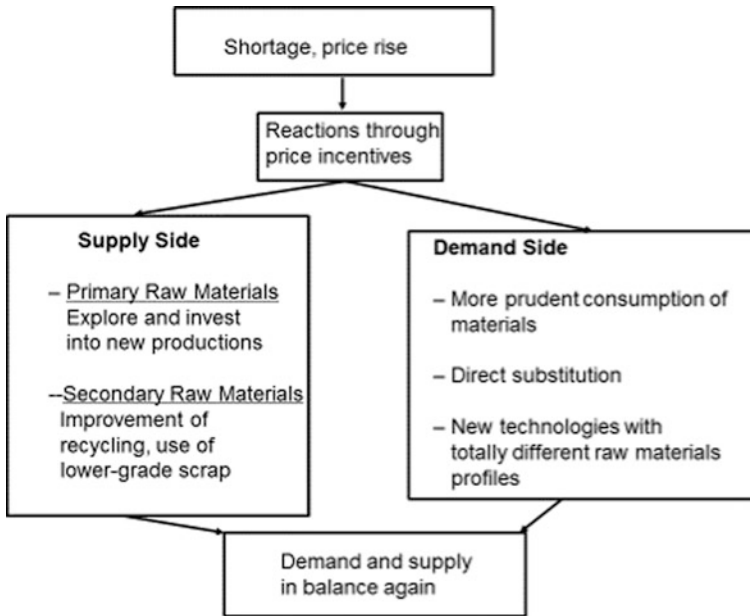 Shortage, price rise
Reactions through
price incentives
Supply Side
– Primary Raw Materials
Explore and invest
into new productions
--Secondary Raw Materials
Improvement of
recycling, use of
lower-grade scrap
Demand Side
– More prudent consumption of
materials
– Direct substitution
– New technologies with
totally different raw materials
profiles
Demand and supply
in balance again